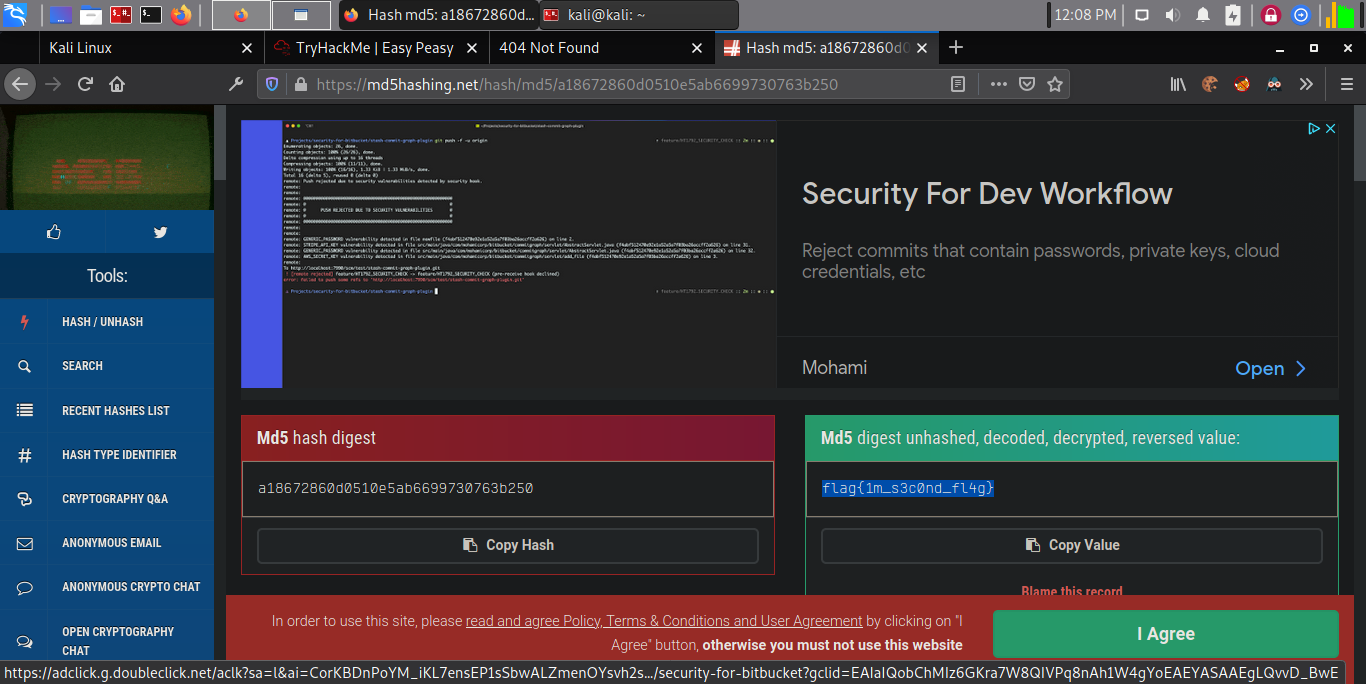 Hash md5: a18672860d...
kali@kali: ~
12:08 PM
Kali Linux
TryHackMe | Easy Peasy
404 Not Found
Hash md5: a18672860d0
https://md5hashing.net/hash/md5/a18672860d0510e5ab6699730763b250
Security For Dev Workflow
Reject commits that contain passwords, private keys, cloud
credentials, etc
Mohami
Open
Tools:
HASH / UNHASH
SEARCH
RECENT HASHES LIST
HASH TYPE IDENTIFIER
CRYPTOGRAPHY Q&A
ANONYMOUS EMAIL
ANONYMOUS CRYPTO CHAT
OPEN CRYPTOGRAPHY
CHAT
Md5 hash digest
a18672860d0510e5ab6699730763b250
Copy Hash
Md5 digest unhashed, decoded, decrypted, reversed value:
flag{1m_s3c0nd_fl4g}
Copy Value
Blame this record
In order to use this site, please read and agree Policy, Terms & Conditions and User Agreement by clicking on "I
Agree" button, otherwise you must not use this website
I Agree
https://adclick.g.doubleclick.net/aclk?sa=l&ai=CorKBDnPoYM_iKL7ensEP1sSbwALZmenOYsvh2s.../security-for-bitbucket?gclid=EAIaIQobChMIz6GKra7W8QIVPq8nAh1W4gYoEAEYASAAEgLQvvD_BwE